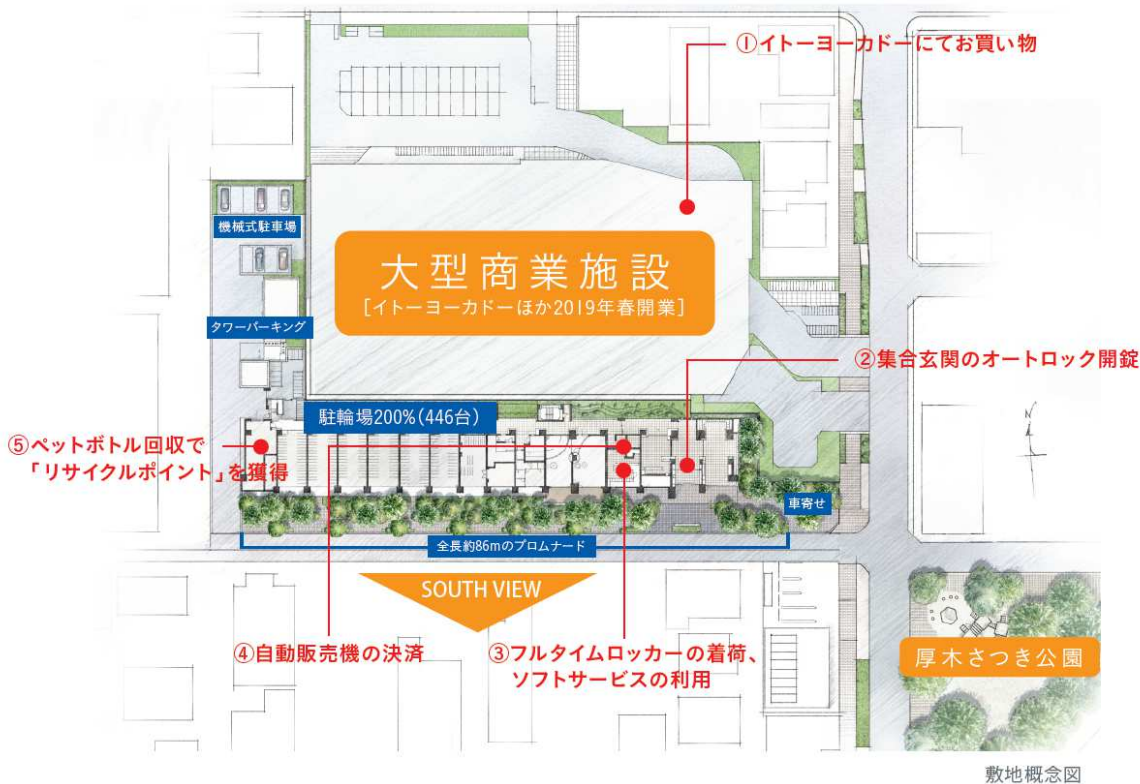 ①イトーヨーカドーにてお買い物
機械式駐車場
大型商業施設
[イトーヨーカドーほか2019年春開業]
タワーパーキング
②集合玄関のオートロック開錠
駐輪場200%(446台)
⑤ペットボトル回収で
「リサイクルポイント」を獲得
車寄せ
全長約86mのプロムナード
SOUTH VIEW
④自動販売機の決済
③フルタイムロッカーの着荷、
ソフトサービスの利用
厚木さつき公園
N
敷地概念図